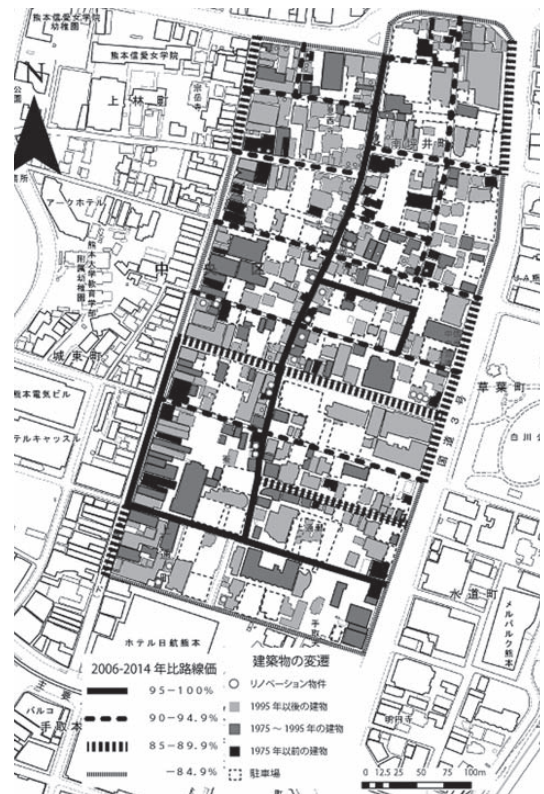 熊本信愛女学院
幼稚園
熊本信愛女学院
公園
N
上林町
アークホテル
熊本大学教育学部
附属幼稚園
中
城東町
熊本電気ビル
テルキャッスル
草葉町
国道3号
白川公
水道町
メルパルク熊本
ホテル日航熊本
パルコ
手取本
明円寺
2006-2014年比路線価
95-100%
90-94.9%
85-89.9%
-84.9%
建築物の変遷
リノベーション物件
1995年以後の建物
1975～1995年の建物
1975年以前の建物
駐車場
0 12.5 25 50 75 100m